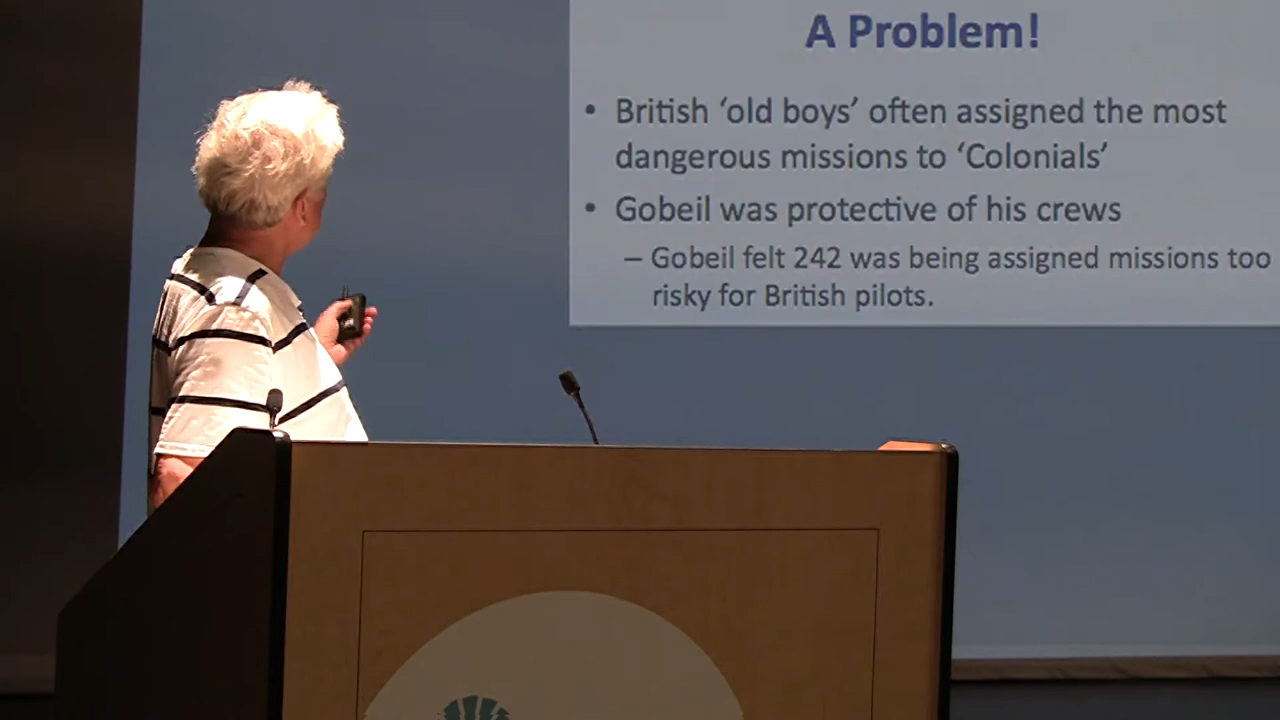 A Problem!
• British ‘old boys’ often assigned the most
dangerous missions to ‘Colonials’
• Gobeil was protective of his crews
– Gobeil felt 242 was being assigned missions too
risky for British pilots.